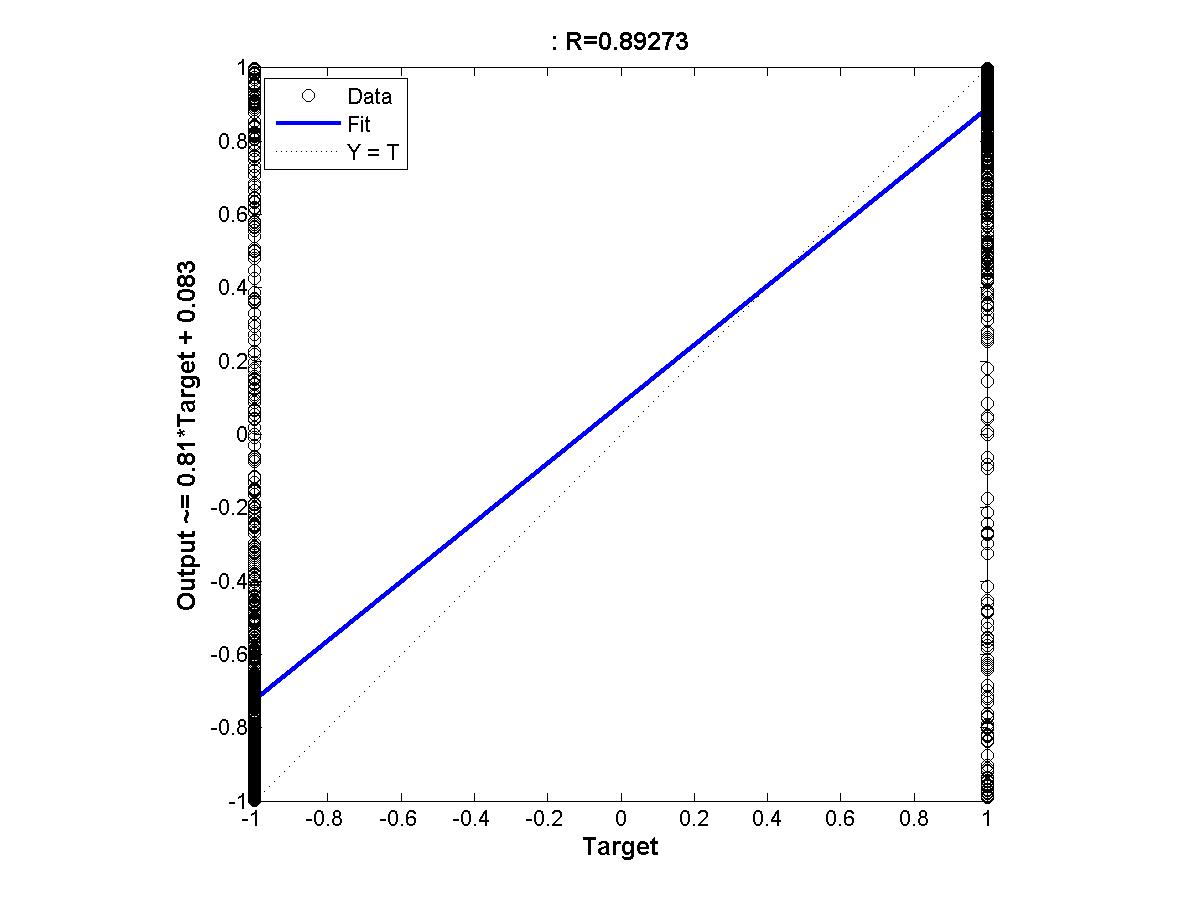 : R=0.89273
Data
Fit
Y = T
Output ~= 0.81*Target + 0.083
1
0.8
0.6
0.4
0.2
0
-0.2
-0.4
-0.6
-0.8
-1
-1 -0.8 -0.6 -0.4 -0.2 0 0.2 0.4 0.6 0.8 1
Target